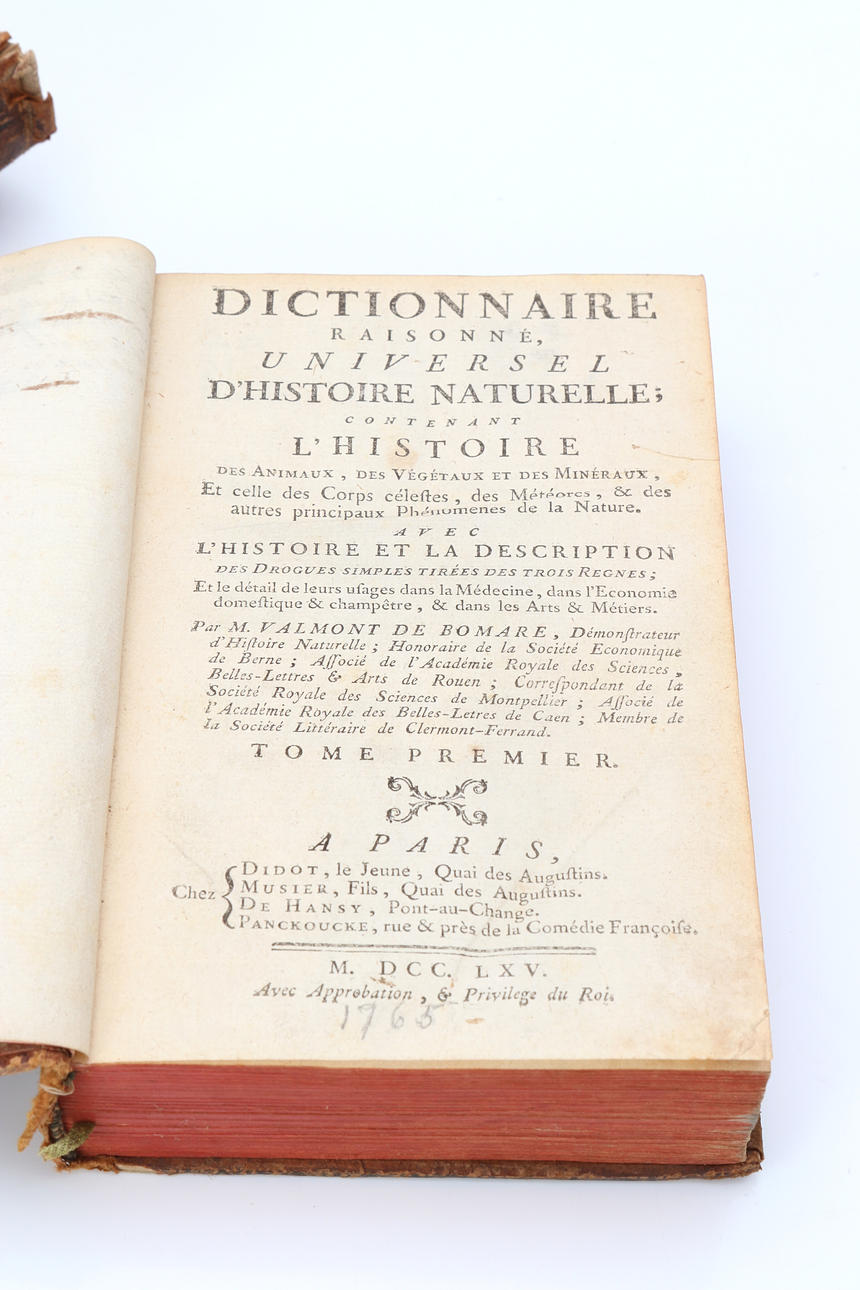 DICTIONNAIRE
RAISONNÉ,
UNIVERSEL
D'HISTOIRE NATURELLE;
CONTENANT
L'HISTOIRE
DES ANIMAUX, DES VÉGÉTAUX ET DES MINÉRAUX,
Et celle des Corps céleſtes, des Météores, & des
autres principaux Phénomenes de la Nature.
AVEC
L'HISTOIRE ET LA DESCRIPTION
DES DROGUES SIMPLES TIRÉES DES TROIS REGNES;
Et le détail de leurs uſages dans la Médecine, dans l'Economie
domeſtique & champêtre, & dans les Arts & Métiers.
Par M. VALMONT DE BOMARE, Démonſtrateur
d'Hiſtoire Naturelle; Honoraire de la Société Economique
de Berne; Aſſocié de l'Académie Royale des Sciences,
Belles-Lettres & Arts de Rouen; Correſpondant de la
Société Royale des Sciences de Montpellier; Aſſocié de
l'Académie Royale des Belles-Letres de Caen; Membre de
la Société Littéraire de Clermont-Ferrand.
TOME PREMIER.
A PARIS,
Chez
DIDOT, le Jeune, Quai des Auguſtins.
MUSIER, Fils, Quai des Auguſtins.
DE HANSY, Pont-au-Change.
PANCKOUCKE, rue & près de la Comédie Françoiſe.
M. DCC. LXV.
Avec Approbation, & Privilege du Roi.
1765